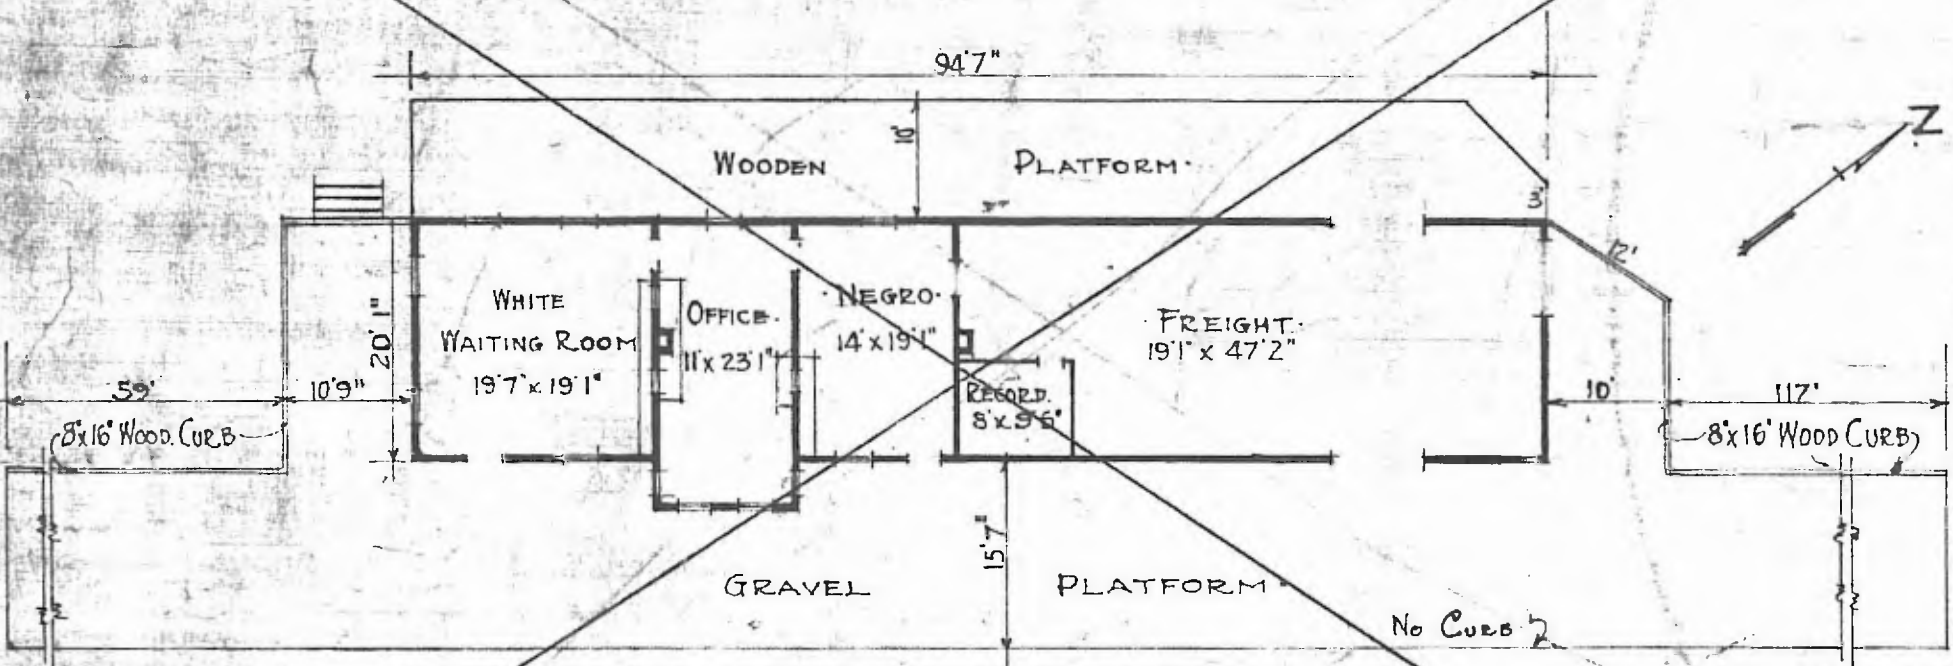 94'7"
10'
WOODEN PLATFORM
Z
3'
12'
20' 1"
WHITE
WAITING ROOM
19'7" x 19'1"
OFFICE
11' x 23'1"
NEGRO
14' x 19'1"
FREIGHT
19'1" x 47'2"
RECORD
8' x 9'6"
59'
10'9"
10'
117'
8"x16" WOOD CURB
8"x16" WOOD CURB
15'7"
GRAVEL PLATFORM
NO CURB